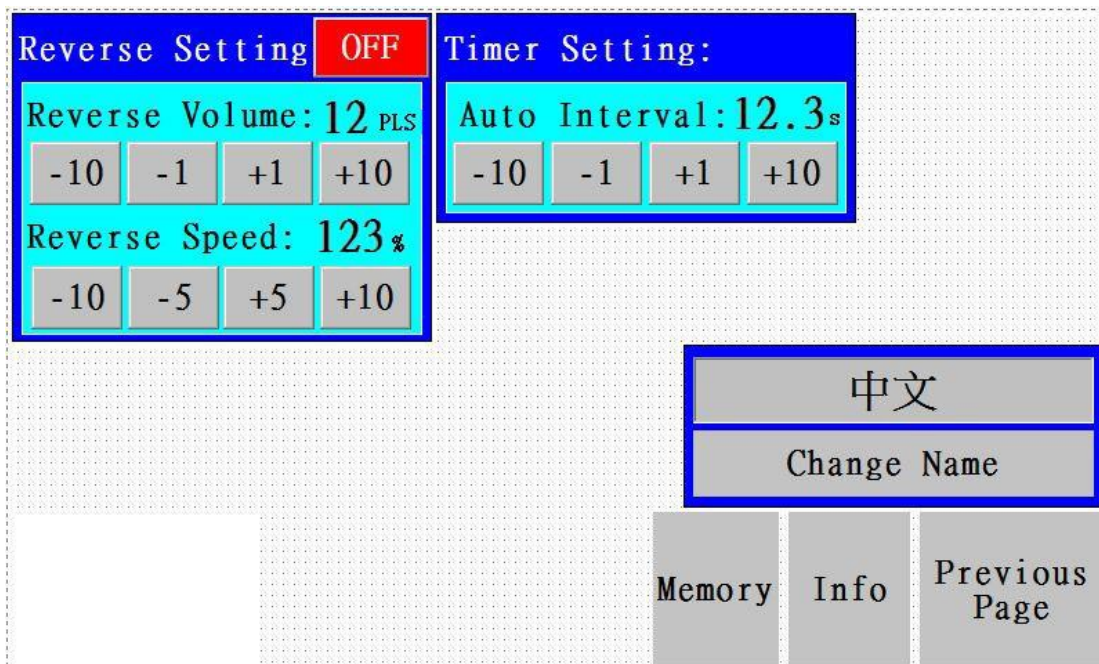 Reverse Setting OFF
Reverse Volume: 12 PLS
-10 -1 +1 +10
Reverse Speed: 123 %
-10 -5 +5 +10
Timer Setting:
Auto Interval: 12.3 s
-10 -1 +1 +10
中文
Change Name
Memory
Info
Previous
Page